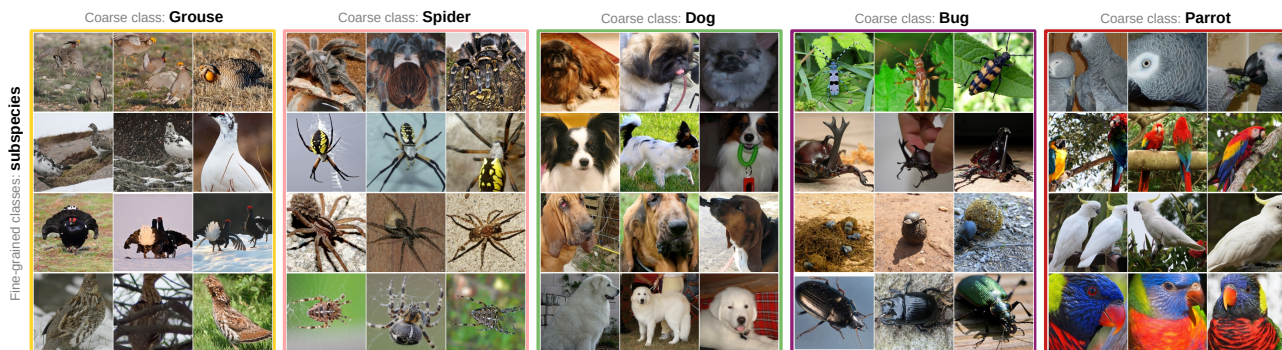 Coarse class: Grouse
Coarse class: Spider
Coarse class: Dog
Coarse class: Bug
Coarse class: Parrot
Fine-grained classes: subspecies